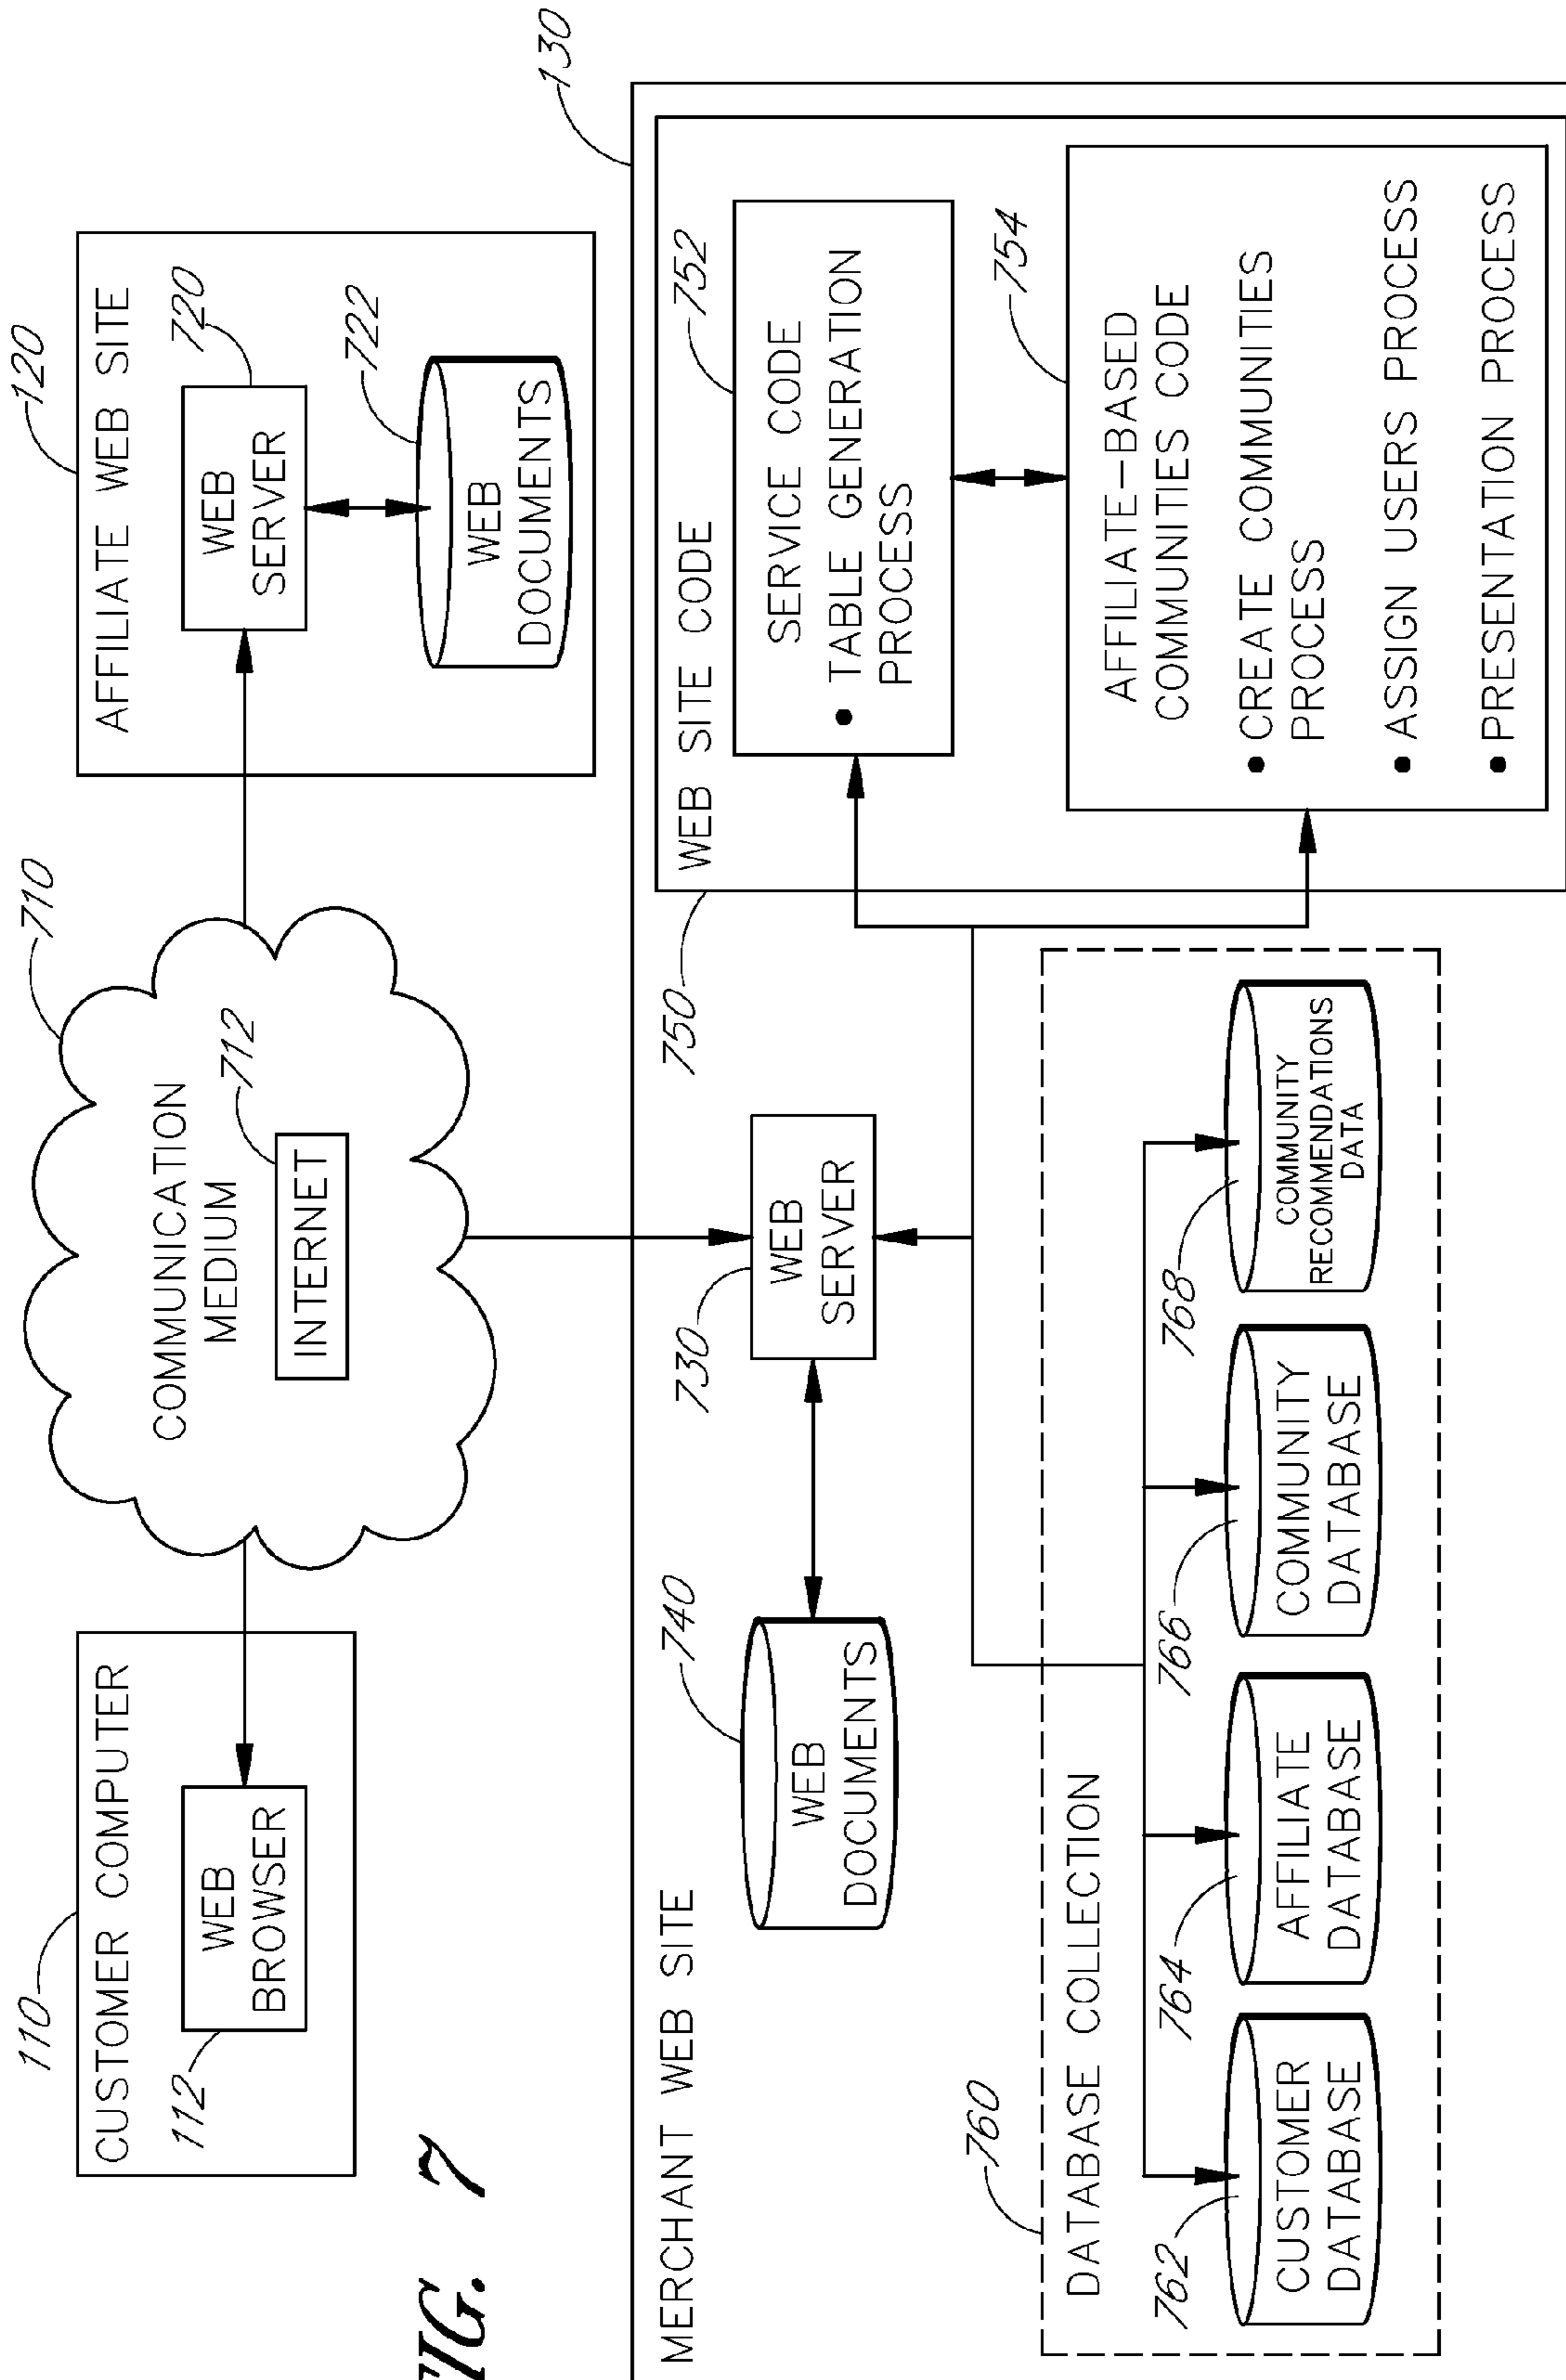 110
CUSTOMER COMPUTER
WEB
BROWSER
112
710
COMMUNICATION
MEDIUM
712
INTERNET
120
AFFILIATE WEB SITE
720
WEB
SERVER
722
WEB
DOCUMENTS
FIG. 7
130
MERCHANT WEB SITE
740
WEB
DOCUMENTS
730
WEB
SERVER
750
WEB SITE CODE
752
SERVICE CODE
• TABLE GENERATION
PROCESS
754
AFFILIATE-BASED
COMMUNITIES CODE
• CREATE COMMUNITIES
PROCESS
• ASSIGN USERS PROCESS
• PRESENTATION PROCESS
760
DATABASE COLLECTION
762
CUSTOMER
DATABASE
764
AFFILIATE
DATABASE
766
COMMUNITY
DATABASE
768
COMMUNITY
RECOMMENDATIONS
DATA